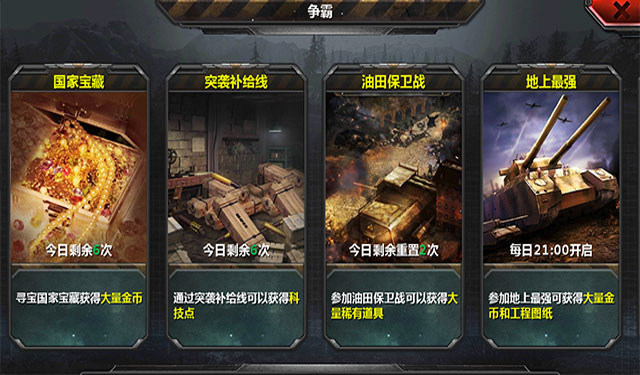 争霸
国家宝藏
今日剩余6次
寻宝国家宝藏获得大量金币
突袭补给线
今日剩余6次
通过突袭补给线可以获得科
技点
油田保卫战
今日剩余重置2次
参加油田保卫战可以获得大
量稀有道具
地上最强
每日21:00开启
参加地上最强可获得大量金
币和工程图纸